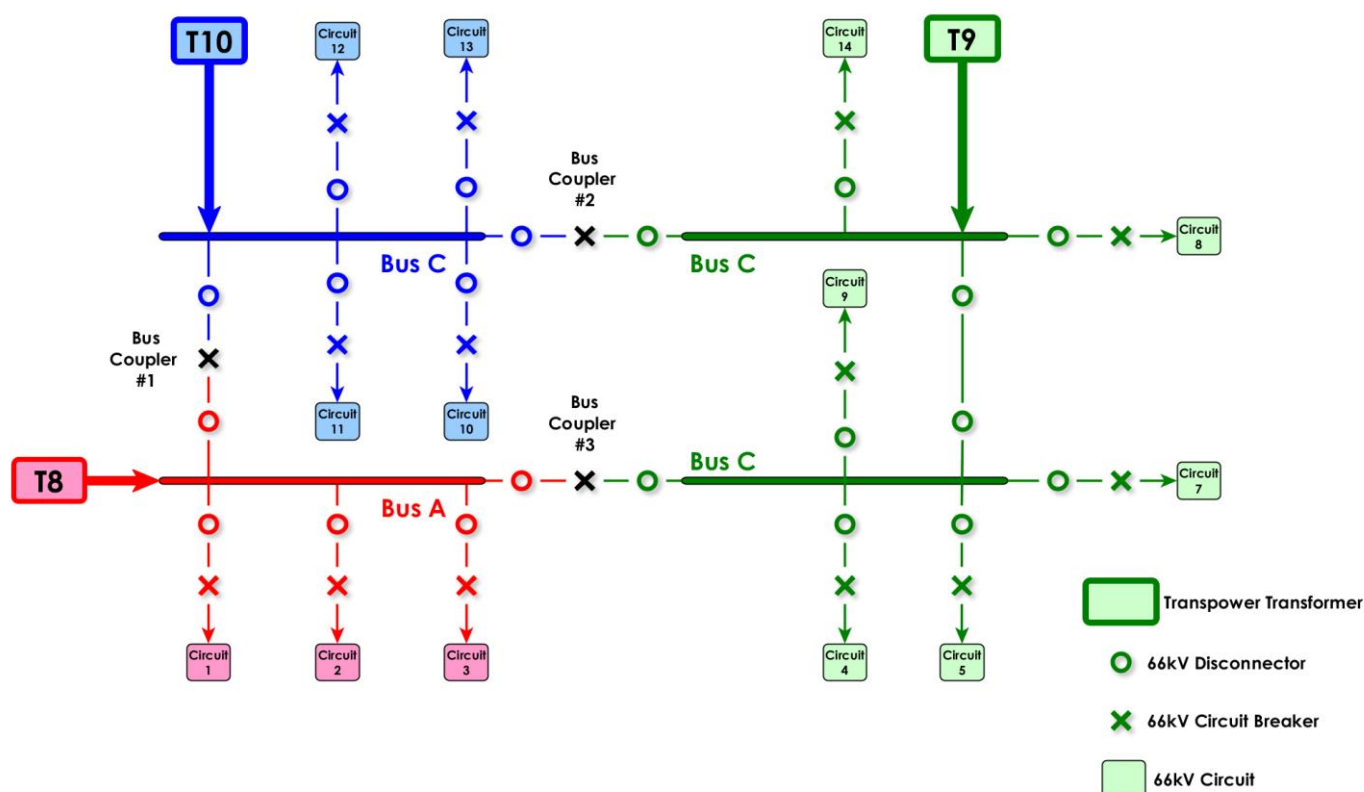 T10
Circuit
12
Circuit
13
Circuit
14
T9
Bus
Coupler
#2
Circuit
8
Bus C
Bus C
Circuit
9
Bus
Coupler
#1
Bus
Coupler
#3
Circuit
11
Circuit
10
T8
Bus A
Bus C
Circuit
7
Circuit
1
Circuit
2
Circuit
3
Circuit
4
Circuit
5
Transpower Transformer
66kV Disconnector
66kV Circuit Breaker
66kV Circuit